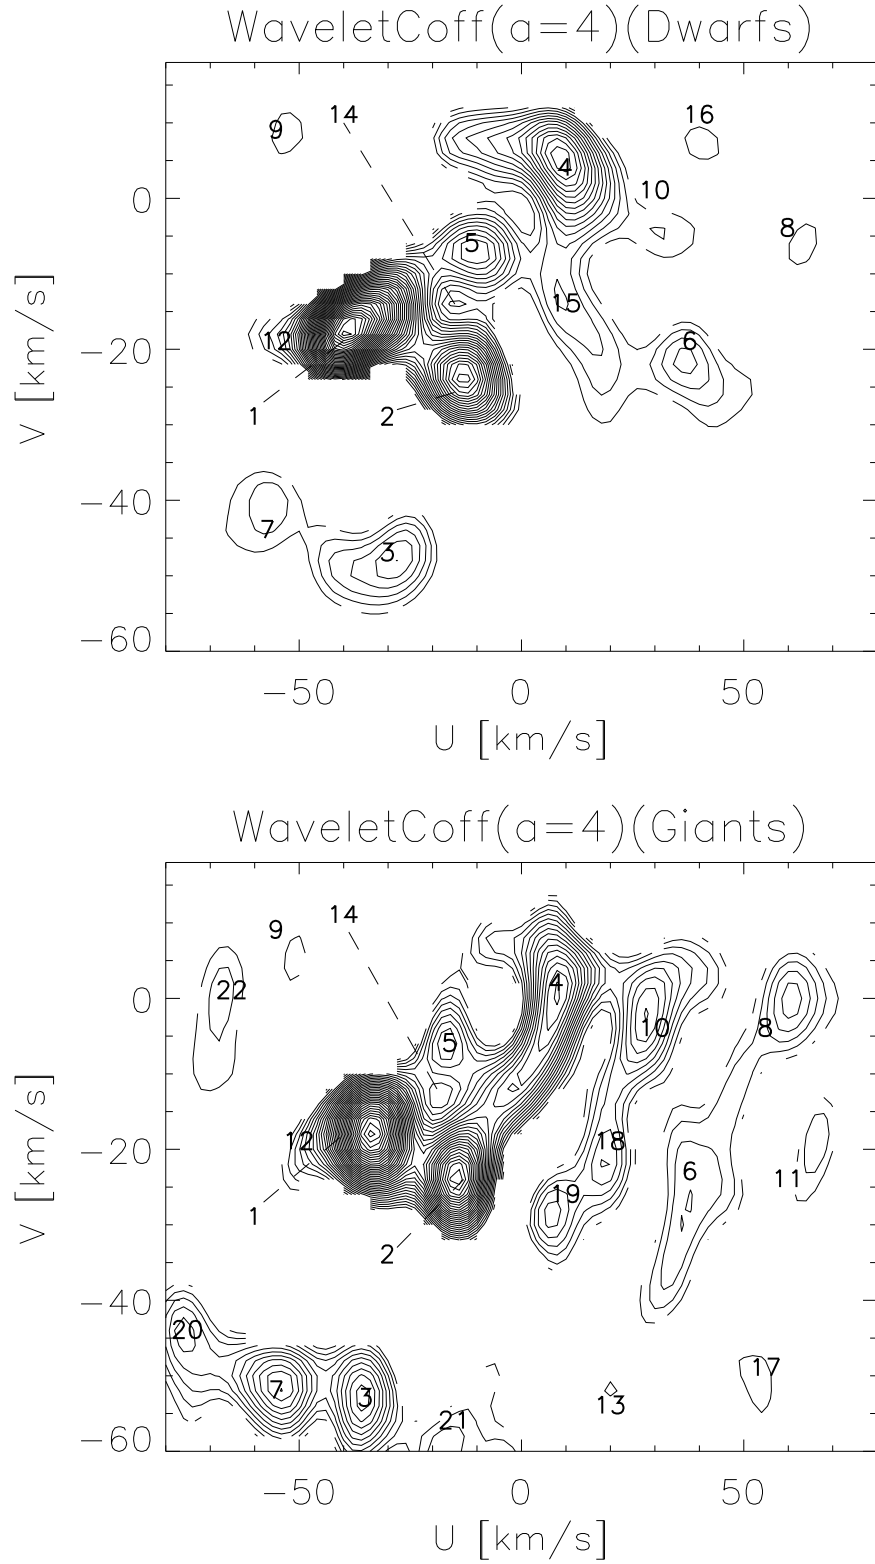 WaveletCoff(a=4)(Dwarfs)
9 14 16
4
10
8
5
0
15
12 6
−20
1 2
−40
7
3
−60
−50 0 50
U [km/s]
V [km/s]
WaveletCoff(a=4)(Giants)
9 14
22 4
0
10 8
5
12 18
−20
6 11
19
1
2
−40
20
7 3 17
13
21
−60
−50 0 50
U [km/s]
V [km/s]